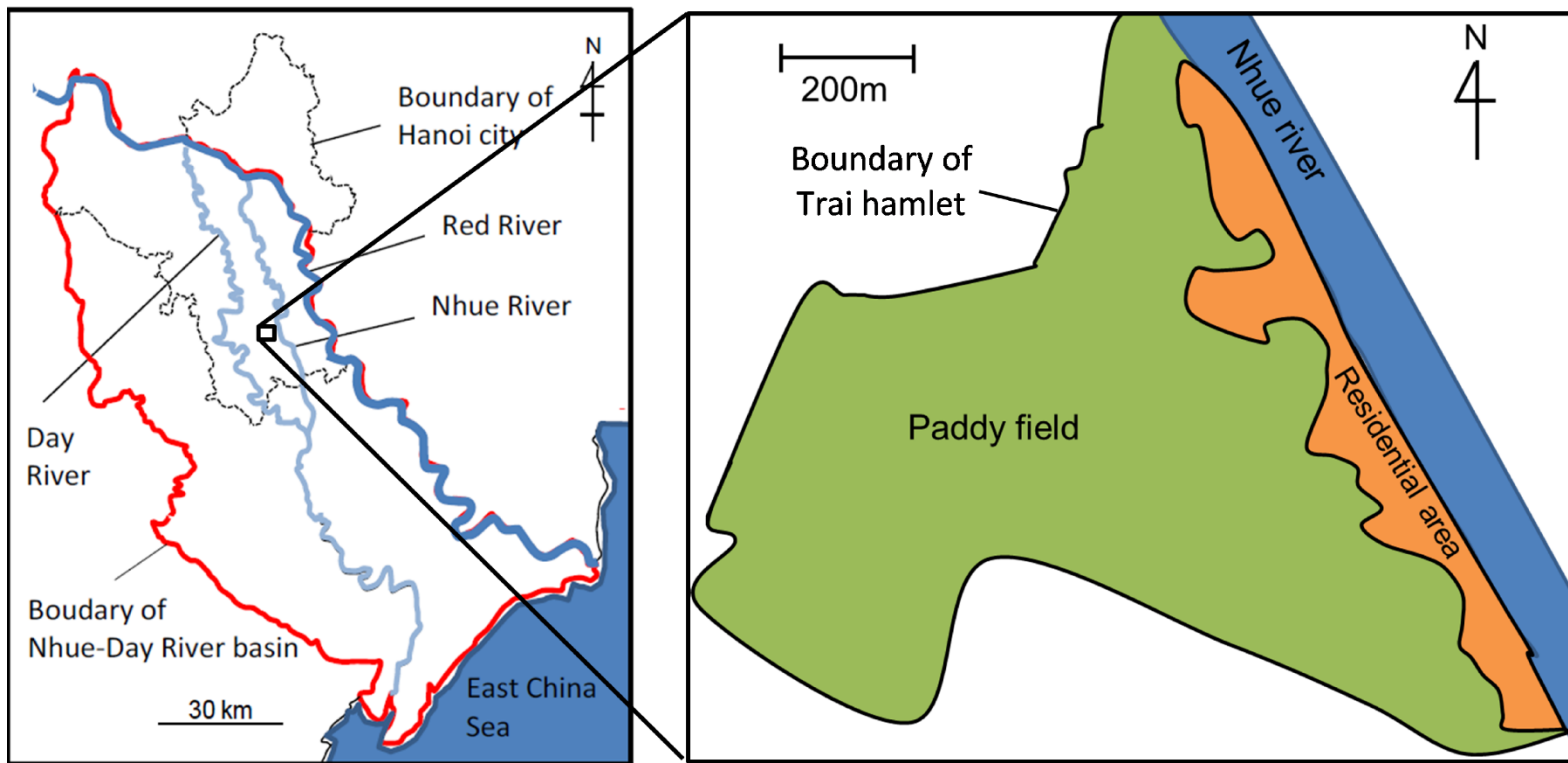 N
Boundary of
Hanoi city
Red River
Nhue River
Day
River
Boudary of
Nhue-Day River basin
30 km
East China
Sea
200m
N
Nhue river
Boundary of
Trai hamlet
Paddy field
Residential area